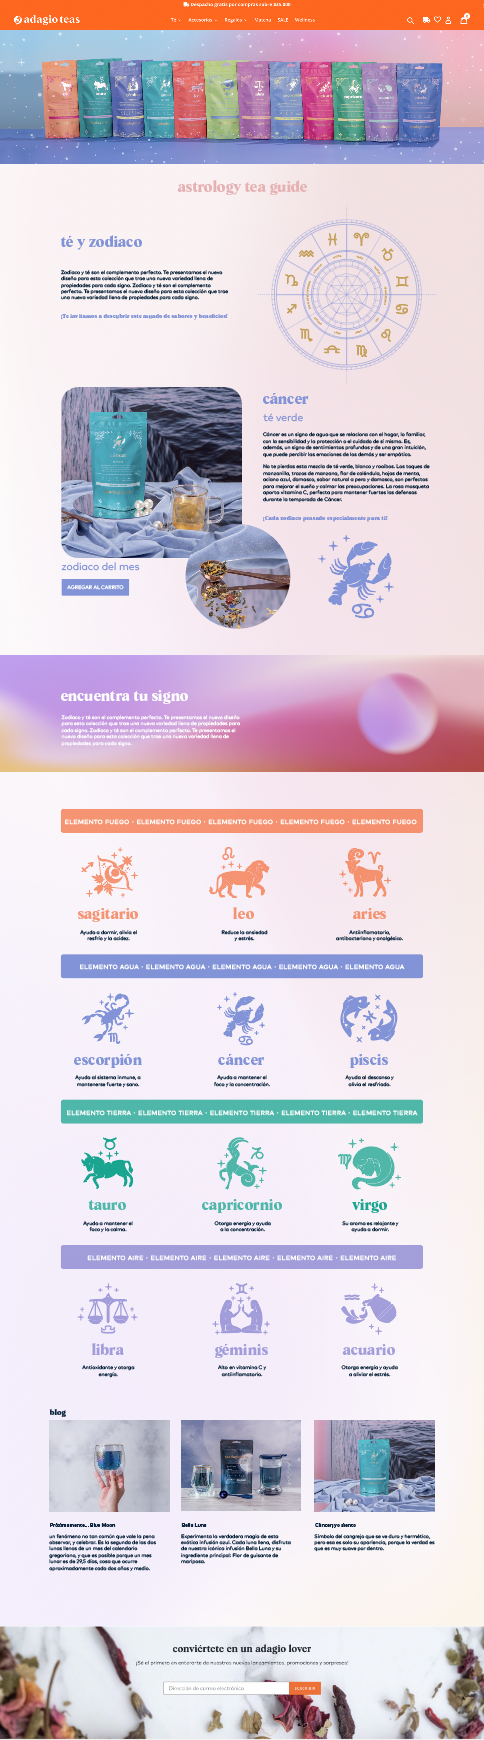 Despacho gratis por compras sobre
adagio teas
Té
Accesorios
Regalos
Matcha
SALE
Wellness
astrology tea guide
té y zodiaco
Zodiaco y té son el complemento perfecto. Te presentamos el nuevo
diseño para esta colección que trae una nueva variedad llena de
propiedades para cada signo. Zodiaco y té son el complemento
perfecto. Te presentamos el nuevo diseño para esta colección que trae
una nueva variedad llena de propiedades para cada signo.
¡Te invitamos a descubrir este mundo de sabores y beneficios!
cáncer
té verde
Cáncer es un signo de agua que se relaciona con el hogar, lo familiar,
con la sensibilidad y la protección o el cuidado de sí mismo. Es,
además, un signo de sentimientos profundos y de una gran intuición,
que puede percibir las emociones de los demás y ser empático.
No te pierdas esta mezcla de té verde, blanco y rooibos. Los toques de
manzanilla, trozos de manzana, flor de caléndula, hojas de menta,
aciano azul, damasco, sabor natural a pera y damasco, son perfectos
para mejorar el sueño y calmar las preocupaciones. La rosa mosqueta
aporta vitamina C, perfecto para mantener fuertes las defensas
durante la temporada de Cáncer.
¡Cada zodiaco pensado especialmente para ti!
zodiaco del mes
AGREGAR AL CARRITO
encuentra tu signo
Zodiaco y té son el complemento perfecto. Te presentamos el nuevo diseño
para esta colección que trae una nueva variedad llena de propiedades para
cada signo. Zodiaco y té son el complemento perfecto. Te presentamos el
nuevo diseño para esta colección que trae una nueva variedad llena de
propiedades para cada signo.
ELEMENTO FUEGO · ELEMENTO FUEGO · ELEMENTO FUEGO · ELEMENTO FUEGO · ELEMENTO FUEGO
sagitario
leo
aries
Ayuda a dormir, alivia el
resfrío y la acidez.
Reduce la ansiedad
y estrés.
Antiinflamatorio,
antibacteriano y analgésico.
ELEMENTO AGUA · ELEMENTO AGUA · ELEMENTO AGUA · ELEMENTO AGUA · ELEMENTO AGUA
escorpión
cáncer
piscis
Ayuda al sistema inmune, a
mantenerse fuerte y sano.
Ayuda a mantener el
foco y la concentración.
Ayuda al descanso y
alivia el resfriado.
ELEMENTO TIERRA · ELEMENTO TIERRA · ELEMENTO TIERRA · ELEMENTO TIERRA · ELEMENTO TIERRA
tauro
capricornio
virgo
Ayuda a mantener el
foco y la calma.
Otorga energía y ayuda
a la concentración.
Su aroma es relajante y
ayuda a dormir.
ELEMENTO AIRE · ELEMENTO AIRE · ELEMENTO AIRE · ELEMENTO AIRE · ELEMENTO AIRE
libra
géminis
acuario
Antioxidante y otorga
energía.
Alto en vitamina C y
antiinflamatorio.
Otorga energía y ayuda
a aliviar el estrés.
blog
Próximamente... Blue Moon
un fenómeno no tan común que vale la pena
observar, y celebrar. Es la segunda de las dos
lunas llenas de un mes del calendario
gregoriano, y que es posible porque un mes
lunar es de 29,5 días, cosa que ocurre
aproximadamente cada dos años y medio.
Bella Luna
Experimenta la verdadera magia de esta
exótica infusión azul. Cada luna llena, disfruta
de nuestra icónica infusión Bella Luna y su
ingrediente principal: Flor de guisante de
mariposa.
Cáncer,yo siento
Símbolo del cangrejo que se ve duro y hermético,
pero eso es solo su apariencia, porque la verdad es
que es muy suave por dentro.
conviértete en un adagio lover
¡Sé el primero en enterarte de nuestros nuevos lanzamientos, promociones y sorpresas!
Dirección de correo electrónico
SUSCRIBIR